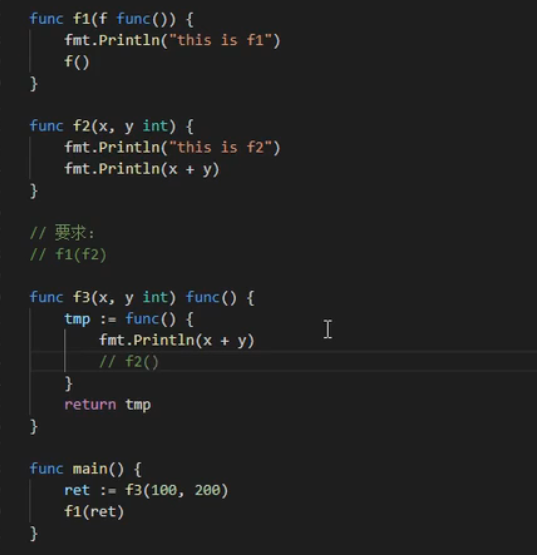 func f1(f func()) {
    fmt.Println("this is f1")
    f()
}
func f2(x, y int) {
    fmt.Println("this is f2")
    fmt.Println(x + y)
}
// 要求：
// f1(f2)
func f3(x, y int) func() {
    tmp := func() {
        fmt.Println(x + y)
        // f2()
    }
    return tmp
}
func main() {
    ret := f3(100, 200)
    f1(ret)
}